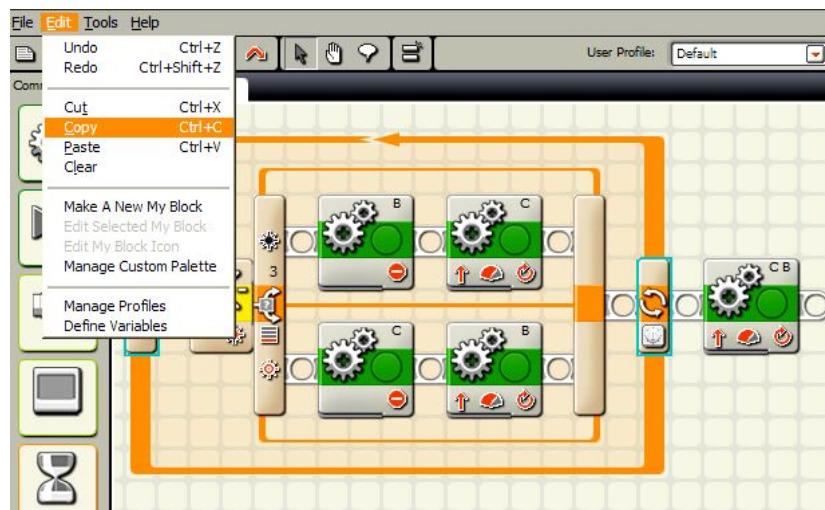 File Edit Tools Help
Undo Ctrl+Z
Redo Ctrl+Shift+Z
User Profile: Default
Cut Ctrl+X
Copy Ctrl+C
Paste Ctrl+V
Clear
Make A New My Block
Edit Selected My Block
Edit My Block Icon
Manage Custom Palette
Manage Profiles
Define Variables
B C
3
C B
C B